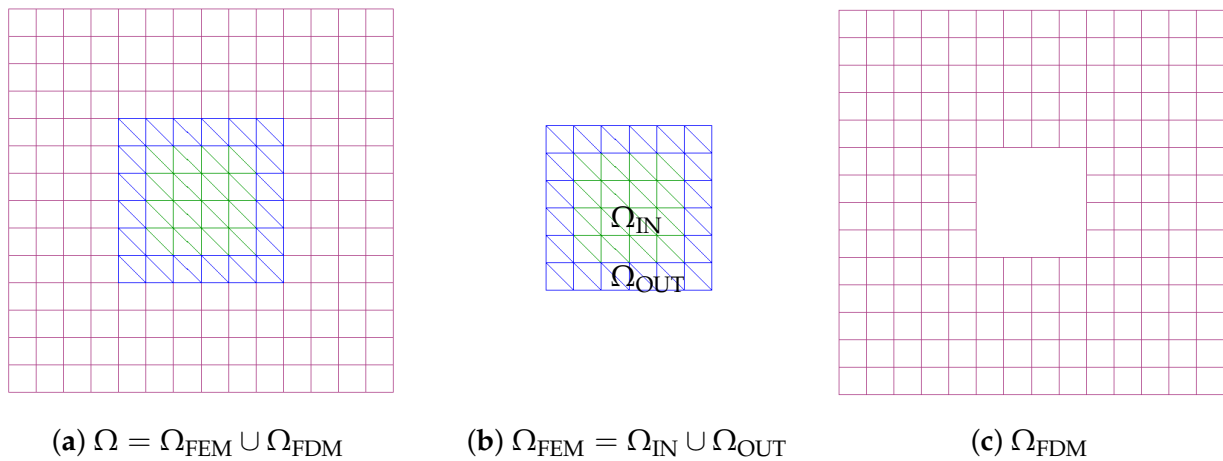 Ω_IN
Ω_OUT
(a) Ω = Ω_FEM ∪ Ω_FDM
(b) Ω_FEM = Ω_IN ∪ Ω_OUT
(c) Ω_FDM